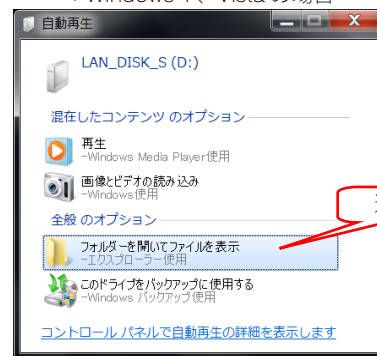 Windows 7、Vista の場合
自動再生
LAN_DISK_S (D:)
混在したコンテンツ のオプション
再生
-Windows Media Player使用
画像とビデオの読み込み
-Windows使用
全般 のオプション
フォルダーを開いてファイルを表示
-エクスプローラー使用
このドライブをバックアップに使用する
-Windows バックアップ使用
コントロール パネルで自動再生の詳細を表示します